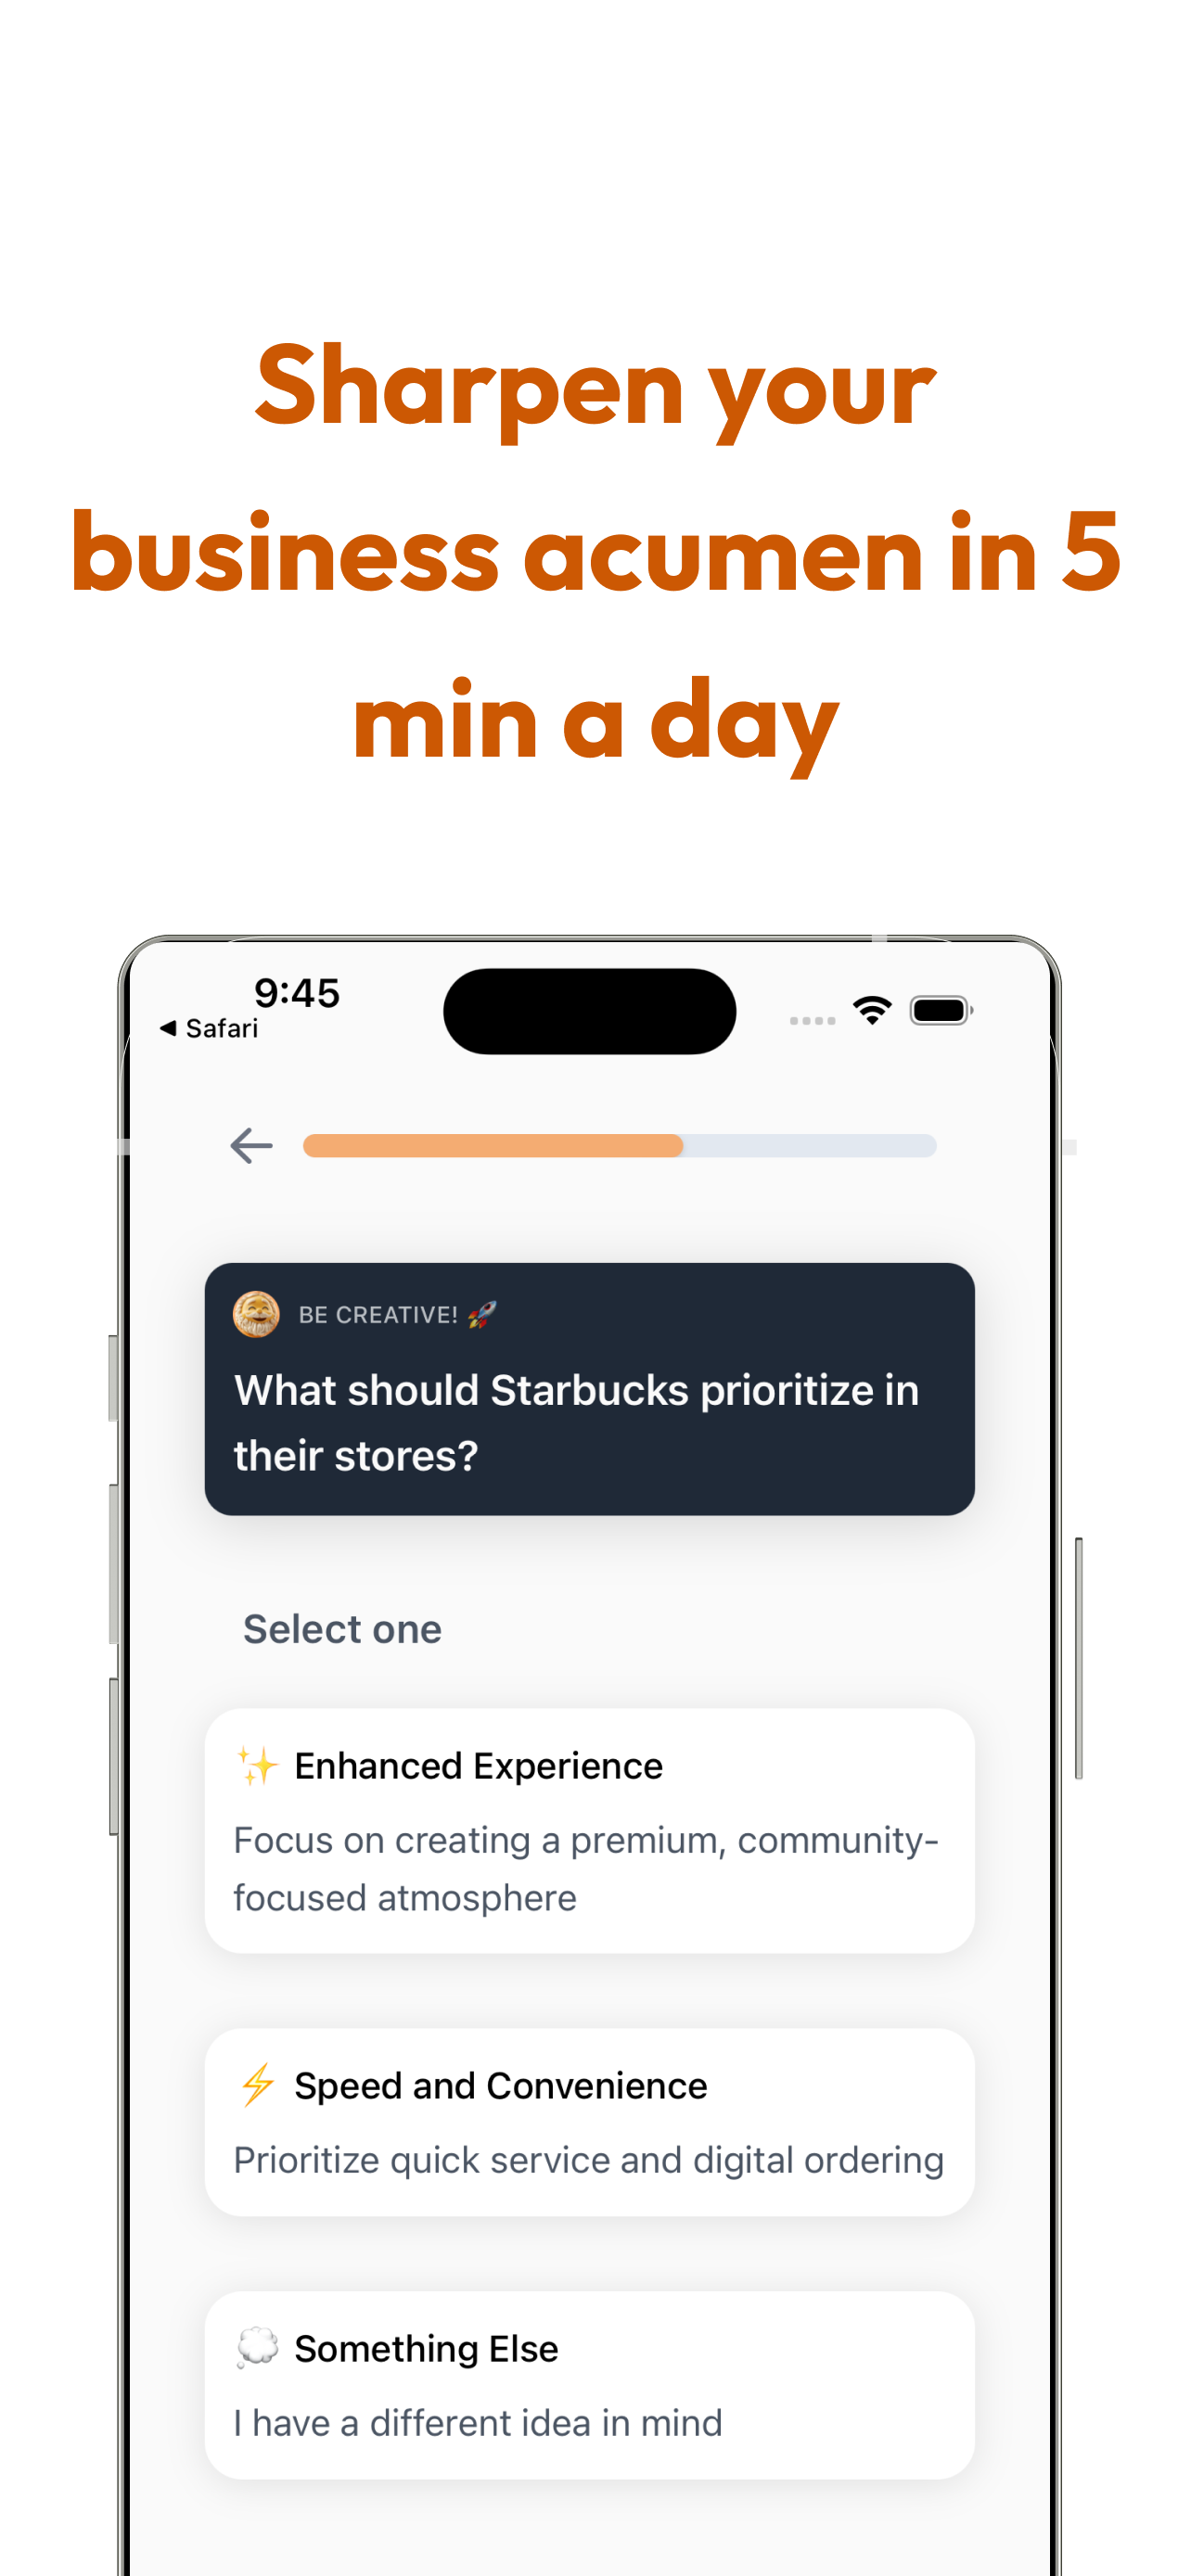 Sharpen your
business acumen in 5
min a day
9:45
◀ Safari
BE CREATIVE! 🚀
What should Starbucks prioritize in
their stores?
Select one
✨ Enhanced Experience
Focus on creating a premium, community-
focused atmosphere
⚡ Speed and Convenience
Prioritize quick service and digital ordering
💭 Something Else
I have a different idea in mind